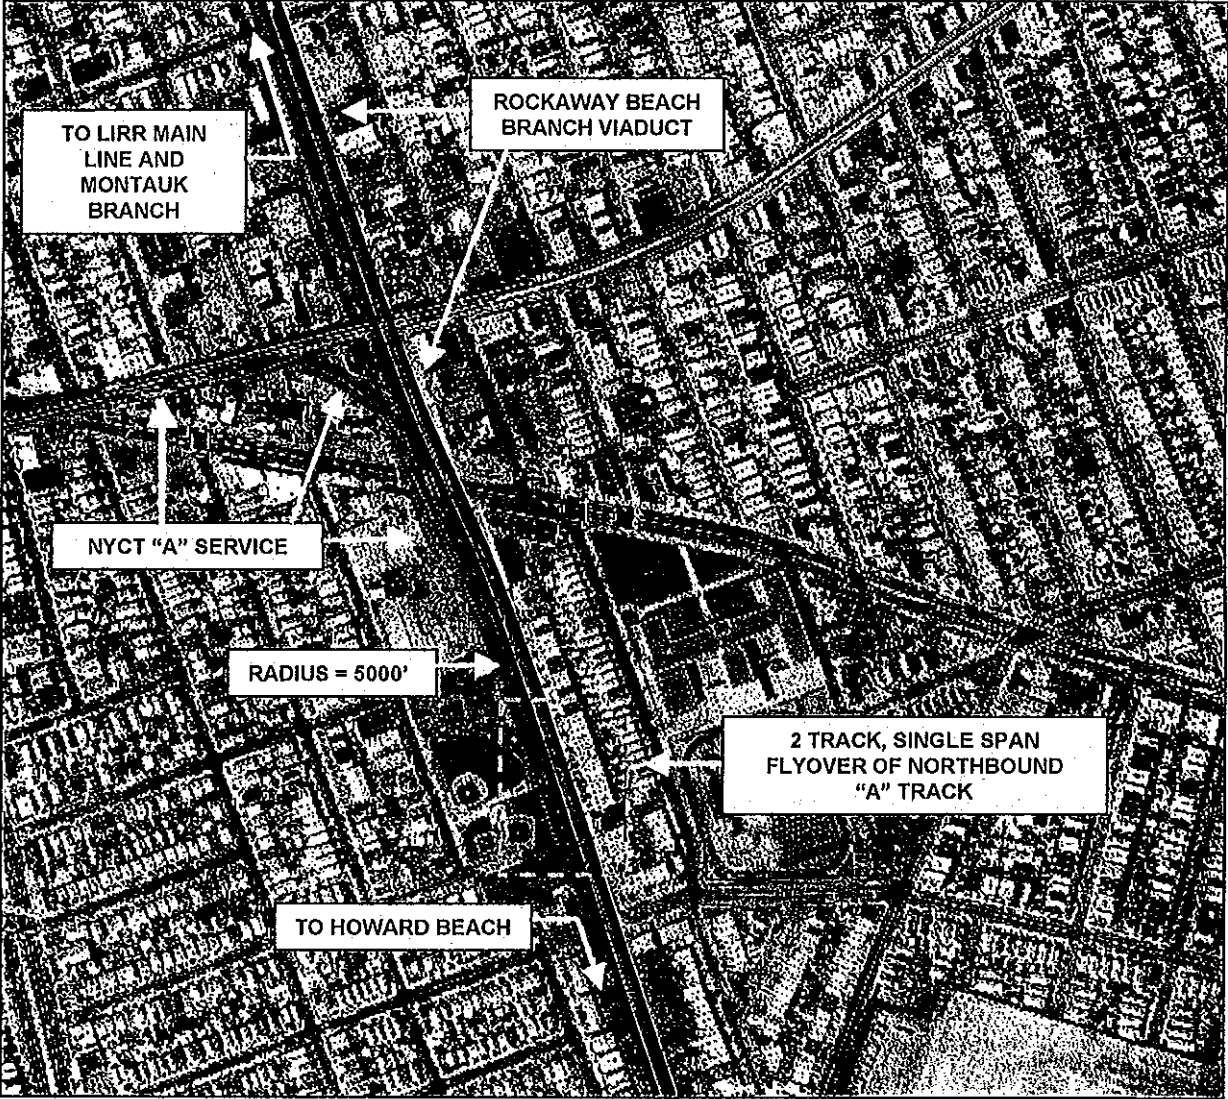 TO LIRR MAIN
LINE AND
MONTAUK
BRANCH
ROCKAWAY BEACH
BRANCH VIADUCT
NYCT “A” SERVICE
RADIUS = 5000’
2 TRACK, SINGLE SPAN
FLYOVER OF NORTHBOUND
“A” TRACK
TO HOWARD BEACH